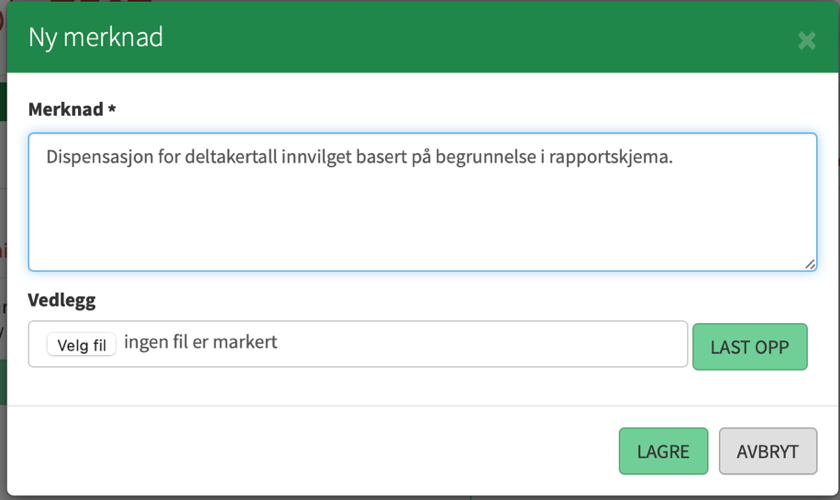 Ny merknad
×
Merknad *
Dispensasjon for deltakertall innvilget basert på begrunnelse i rapportskjema.
Vedlegg
Velg fil ingen fil er markert
LAST OPP
LAGRE AVBRYT